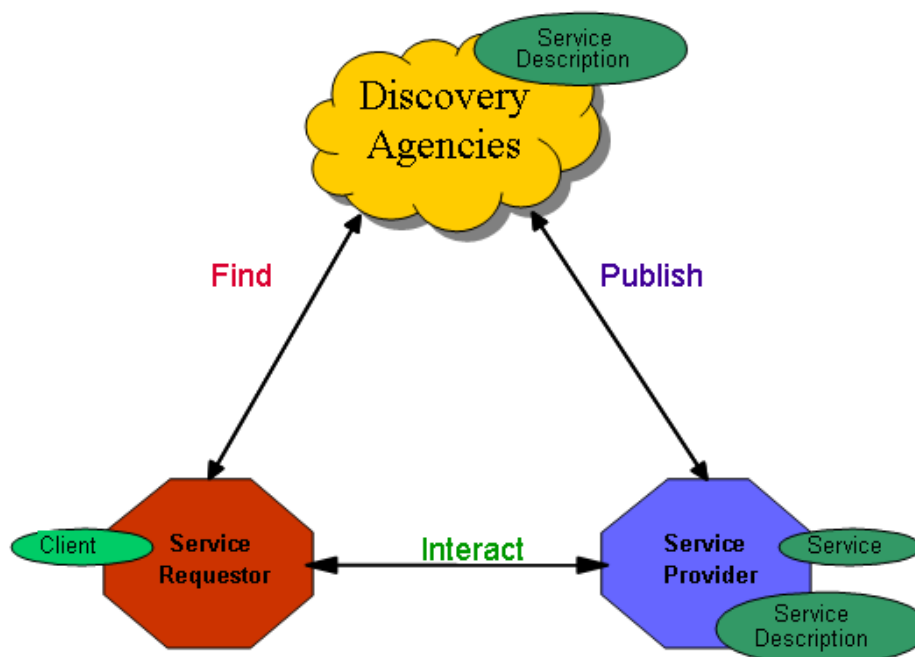 Service
Description
Discovery
Agencies
Find
Publish
Client
Service
Requestor
Interact
Service
Provider
Service
Service
Description